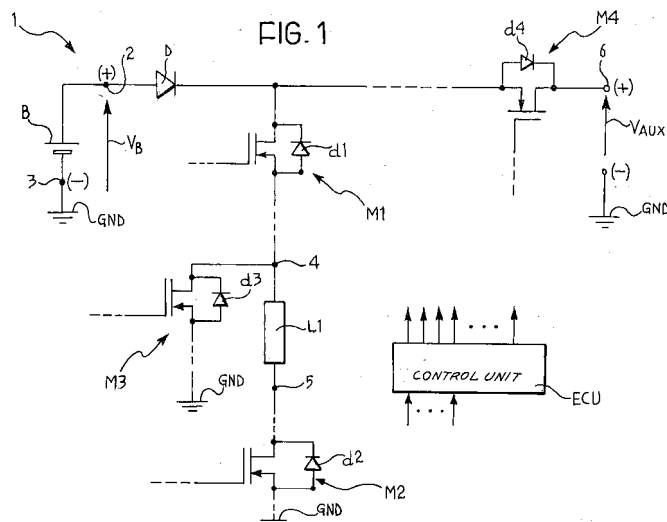 FIG. 1
1
2
(+)
D
d4
M4
6
(+)
B
VB
VAUX
3 (-)
(-)
GND
GND
d1
M1
4
d3
L1
M3
GND
5
CONTROL UNIT
ECU
d2
M2
GND